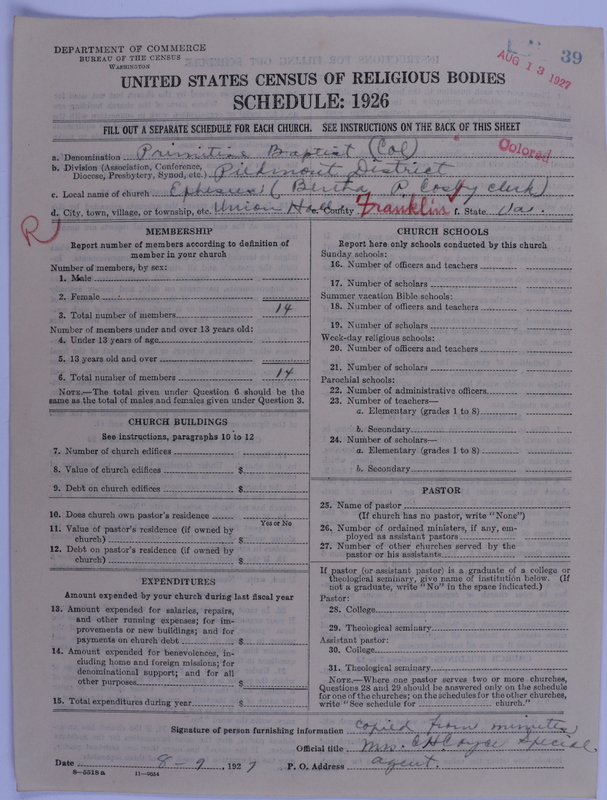 DEPARTMENT OF COMMERCE
BUREAU OF THE CENSUS
WASHINGTON
39
AUG 13 1927
UNITED STATES CENSUS OF RELIGIOUS BODIES
SCHEDULE: 1926
FILL OUT A SEPARATE SCHEDULE FOR EACH CHURCH. SEE INSTRUCTIONS ON THE BACK OF THIS SHEET
Colored
a. Denomination Primitive Baptist (Col)
b. Division (Association, Conference, Diocese, Presbytery, Synod, etc.) Piedmont District
c. Local name of church Ephesus (Bertha P. Cosby clerk)
d. City, town, village, or township, etc. Union Hall e. County Franklin f. State Va.
R
MEMBERSHIP
Report number of members according to definition of
member in your church
Number of members, by sex:
1. Male
2. Female
3. Total number of members 14
Number of members under and over 13 years old:
4. Under 13 years of age
5. 13 years old and over
6. Total number of members 14
NOTE.—The total given under Question 6 should be the
same as the total of males and females given under Question 3.
CHURCH BUILDINGS
See instructions, paragraphs 10 to 12
7. Number of church edifices
8. Value of church edifices $
9. Debt on church edifices $
10. Does church own pastor's residence
Yes or No
11. Value of pastor's residence (if owned by
church) $
12. Debt on pastor's residence (if owned by
church) $
EXPENDITURES
Amount expended by your church during last fiscal year
13. Amount expended for salaries, repairs,
and other running expenses; for im-
provements or new buildings; and for
payments on church debt $
14. Amount expended for benevolences, in-
cluding home and foreign missions; for
denominational support; and for all
other purposes $
15. Total expenditures during year $
CHURCH SCHOOLS
Report here only schools conducted by this church
Sunday schools:
16. Number of officers and teachers
17. Number of scholars
Summer vacation Bible schools:
18. Number of officers and teachers
19. Number of scholars
Week-day religious schools:
20. Number of officers and teachers
21. Number of scholars
Parochial schools:
22. Number of administrative officers
23. Number of teachers—
a. Elementary (grades 1 to 8)
b. Secondary
24. Number of scholars—
a. Elementary (grades 1 to 8)
b. Secondary
PASTOR
25. Name of pastor
(If church has no pastor, write "None")
26. Number of ordained ministers, if any, em-
ployed as assistant pastors
27. Number of other churches served by the
pastor or his assistants
If pastor (or assistant pastor) is a graduate of a college or
theological seminary, give name of institution below. (If
not a graduate, write "No" in the space indicated.)
Pastor:
28. College
29. Theological seminary
Assistant pastor:
30. College
31. Theological seminary
NOTE.—Where one pastor serves two or more churches,
Questions 28 and 29 should be answered only on the schedule
for one of the churches; on the schedules for the other churches,
write "See schedule for church."
Signature of person furnishing information copied from minutes
Official title Mrs. Special
Date 8-9, 1927 P. O. Address agent.
8-5518a 11-9054